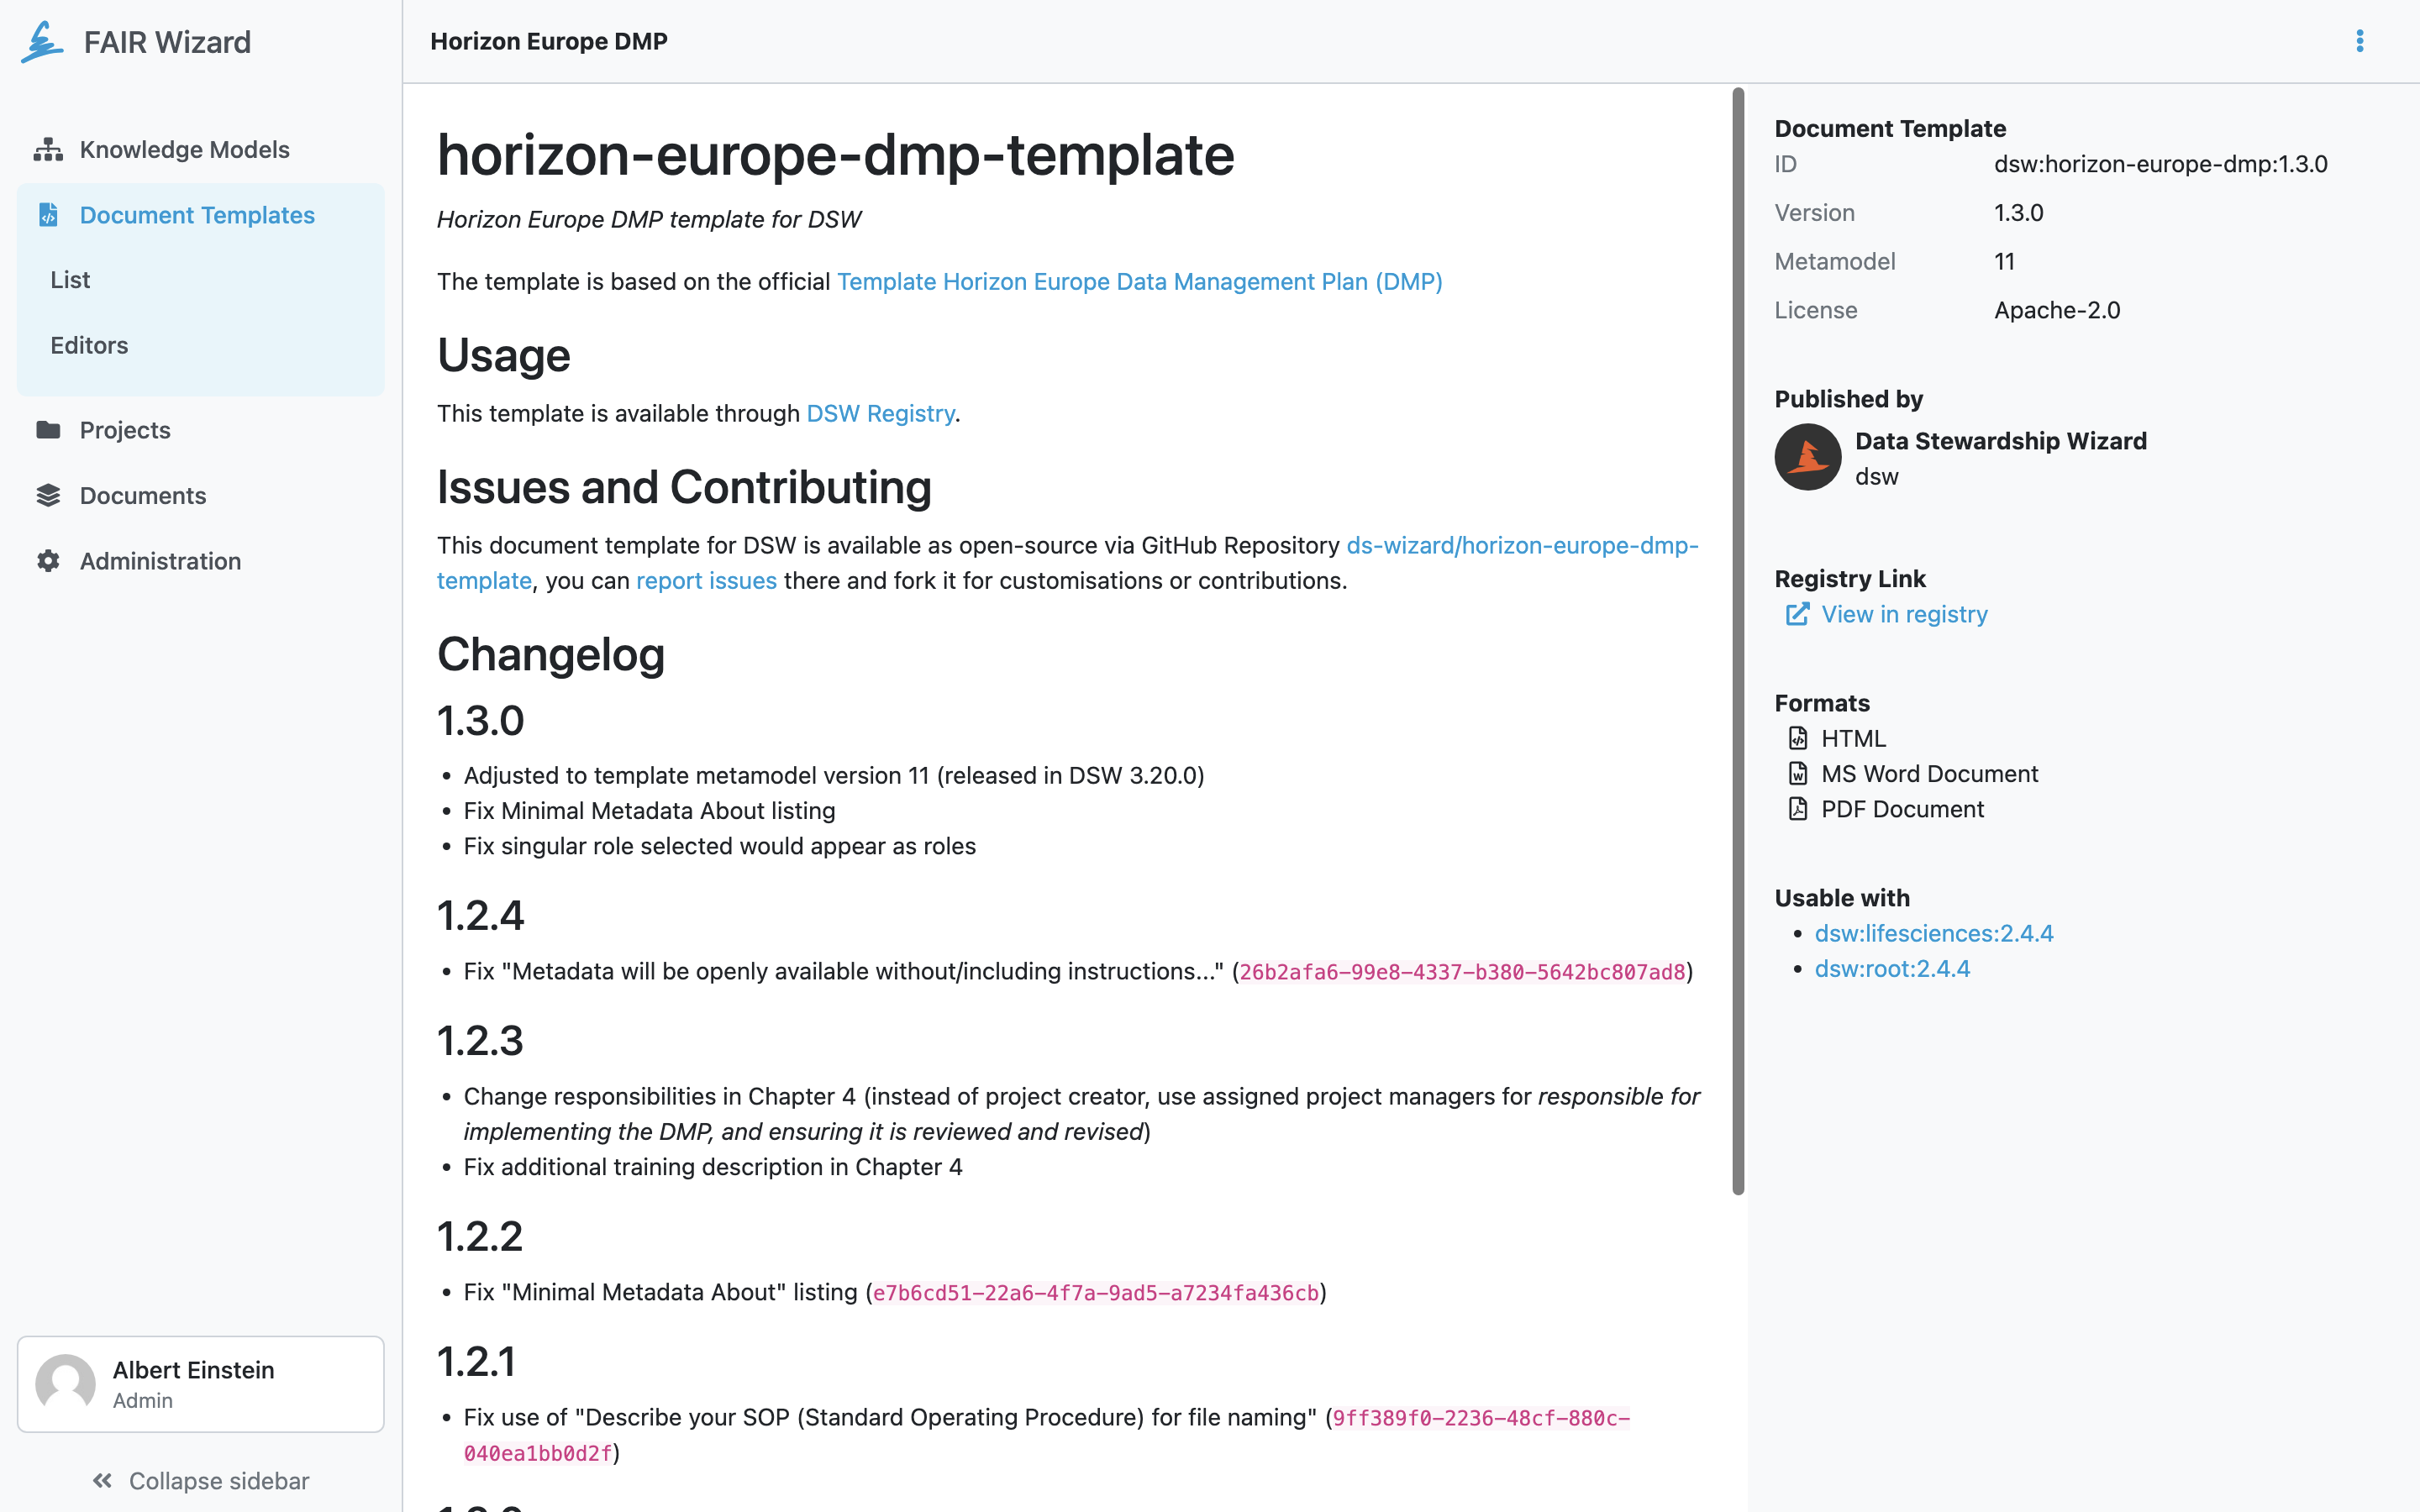 FAIR Wizard
Knowledge Models
Document Templates
List
Editors
Projects
Documents
Administration
Albert Einstein
Admin
Collapse sidebar
Horizon Europe DMP
horizon-europe-dmp-template
Horizon Europe DMP template for DSW
The template is based on the official Template Horizon Europe Data Management Plan (DMP)
Usage
This template is available through DSW Registry.
Issues and Contributing
This document template for DSW is available as open-source via GitHub Repository ds-wizard/horizon-europe-dmp-
template, you can report issues there and fork it for customisations or contributions.
Changelog
1.3.0
• Adjusted to template metamodel version 11 (released in DSW 3.20.0)
• Fix Minimal Metadata About listing
• Fix singular role selected would appear as roles
1.2.4
• Fix "Metadata will be openly available without/including instructions..." (26b2afa6-99e8-4337-b380-5642bc807ad8)
1.2.3
• Change responsibilities in Chapter 4 (instead of project creator, use assigned project managers for responsible for
implementing the DMP, and ensuring it is reviewed and revised)
• Fix additional training description in Chapter 4
1.2.2
• Fix "Minimal Metadata About" listing (e7b6cd51-22a6-4f7a-9ad5-a7234fa436cb)
1.2.1
• Fix use of "Describe your SOP (Standard Operating Procedure) for file naming" (9ff389f0-2236-48cf-880c-
040ea1bb0d2f)
Document Template
ID dsw:horizon-europe-dmp:1.3.0
Version 1.3.0
Metamodel 11
License Apache-2.0
Published by
Data Stewardship Wizard
dsw
Registry Link
View in registry
Formats
HTML
MS Word Document
PDF Document
Usable with
• dsw:lifesciences:2.4.4
• dsw:root:2.4.4